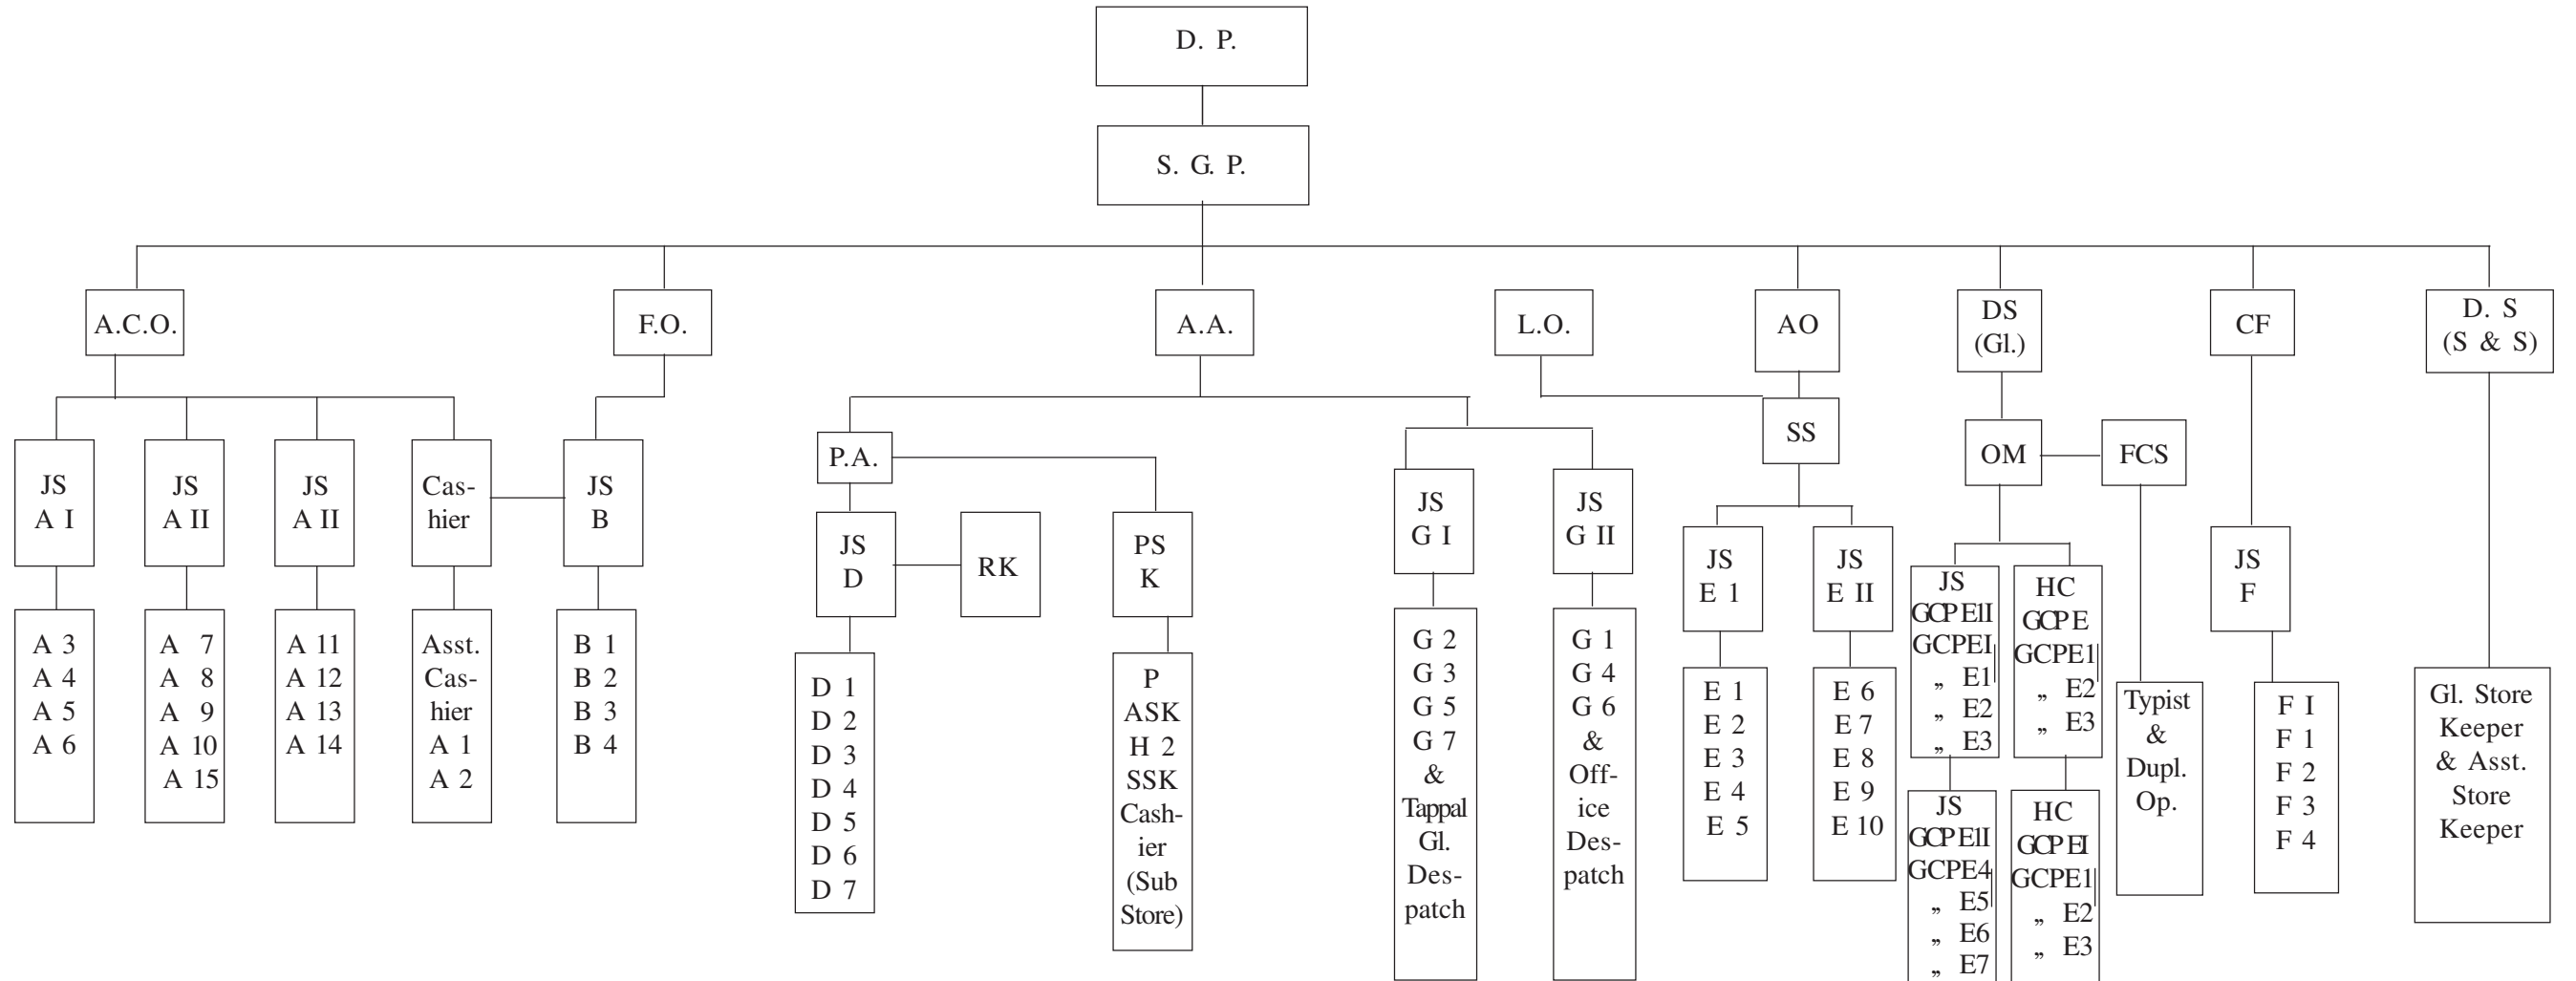 D. P.
S. G. P.
A.C.O.
F.O.
A.A.
L.O.
AO
DS
(Gl.)
CF
D. S
(S & S)
JS
A I
JS
A II
JS
A II
Cas-
hier
JS
B
P.A.
SS
OM
FCS
JS
D
RK
PS
K
JS
G I
JS
G II
JS
E 1
JS
E II
JS
GCPE1I
GCPEI
„ E1
„ E2
„ E3
HC
GCPE
GCPE1
„ E2
„ E3
JS
F
A 3
A 4
A 5
A 6
A 7
A 8
A 9
A 10
A 15
A 11
A 12
A 13
A 14
Asst.
Cas-
hier
A 1
A 2
B 1
B 2
B 3
B 4
D 1
D 2
D 3
D 4
D 5
D 6
D 7
P
ASK
H 2
SSK
Cash-
ier
(Sub
Store)
G 2
G 3
G 5
G 7
&
Tappal
Gl.
Des-
patch
G 1
G 4
G 6
&
Off-
ice
Des-
patch
E 1
E 2
E 3
E 4
E 5
E 6
E 7
E 8
E 9
E 10
JS
GCPE1I
GCPE4
„ E5
„ E6
„ E7
HC
GCPEI
GCPE1
„ E2
„ E3
Typist
&
Dupl.
Op.
F I
F 1
F 2
F 3
F 4
Gl. Store
Keeper
& Asst.
Store
Keeper